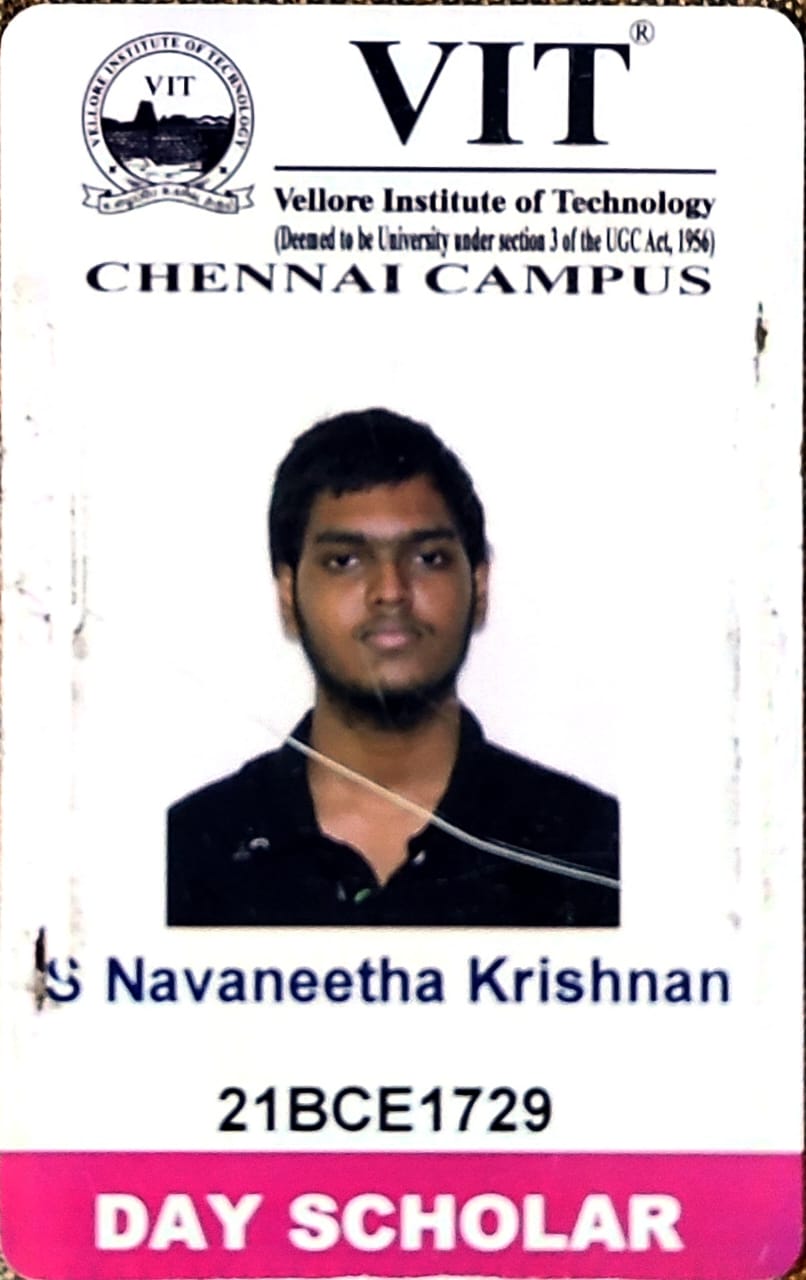 VELLORE INSTITUTE OF TECHNOLOGY
VIT
VIT®
Vellore Institute of Technology
(Deemed to be University under section 3 of the UGC Act, 1956)
CHENNAI CAMPUS
S Navaneetha Krishnan
21BCE1729
DAY SCHOLAR